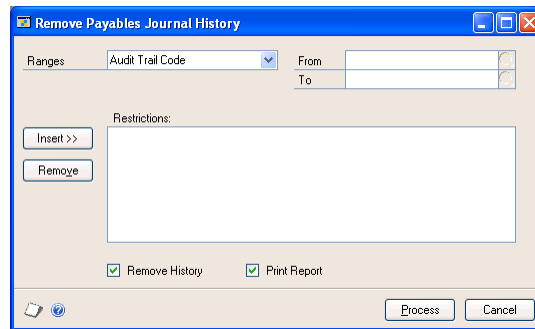 Remove Payables Journal History
Ranges Audit Trail Code From
To
Restrictions:
Insert >>
Remove
Remove History Print Report
Process Cancel